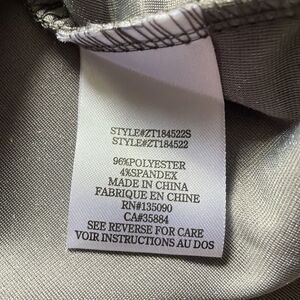 STYLE#ZT184522S
STYLE#ZT184522
96%POLYESTER
4%SPANDEX
MADE IN CHINA
FABRIQUE EN CHINE
RN#135090
CA#35884
SEE REVERSE FOR CARE
VOIR INSTRUCTIONS AU DOS